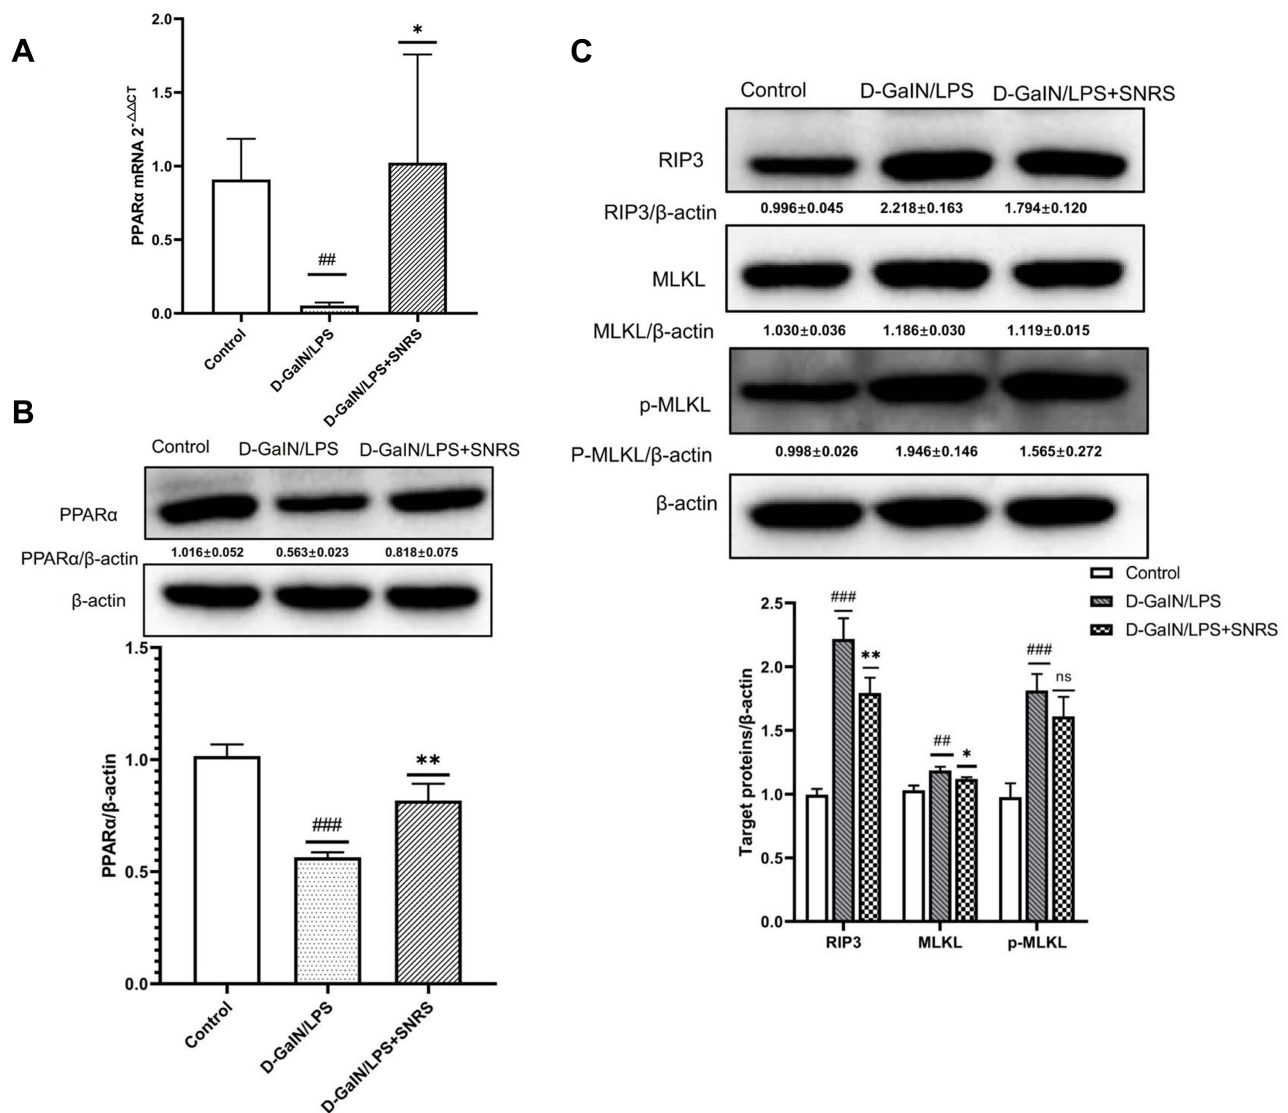 A
2.0
1.5
1.0
0.5
0.0
PPARα mRNA 2-△△CT
##
*
Control
D-GalN/LPS
D-GalN/LPS+SNRS
B
Control D-GalN/LPS D-GalN/LPS+SNRS
PPARα
PPARα/β-actin 1.016±0.052 0.563±0.023 0.818±0.075
β-actin
1.5
1.0
0.5
0.0
PPARα/β-actin
###
**
Control
D-GalN/LPS
D-GalN/LPS+SNRS
C
Control D-GalN/LPS D-GalN/LPS+SNRS
RIP3
RIP3/β-actin 0.996±0.045 2.218±0.163 1.794±0.120
MLKL
MLKL/β-actin 1.030±0.036 1.186±0.030 1.119±0.015
p-MLKL
P-MLKL/β-actin 0.998±0.026 1.946±0.146 1.565±0.272
β-actin
Control
D-GalN/LPS
D-GalN/LPS+SNRS
2.5
2.0
1.5
1.0
0.5
0.0
Target proteins/β-actin
### ** ## * ### ns
RIP3 MLKL p-MLKL